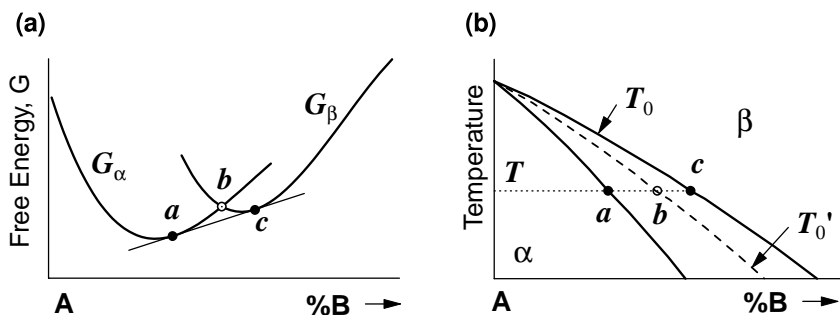 (a)
Free Energy, G
Gα
Gβ
a
b
c
A
%B
(b)
Temperature
T₀
β
T
a
b
c
T₀'
α
A
%B